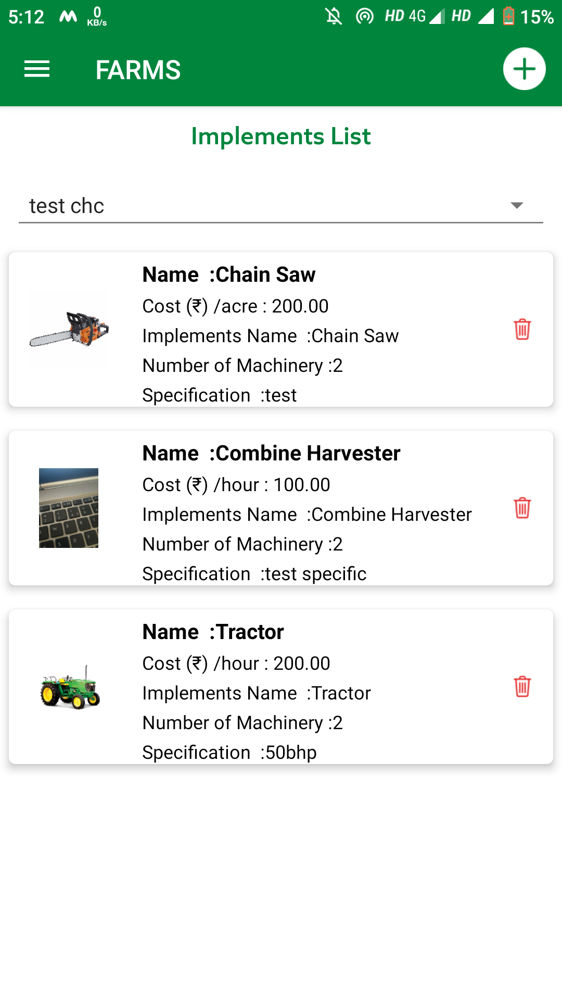 5:12 0 KB/s HD 4G HD 15%
FARMS
Implements List
test chc
Name :Chain Saw
Cost (₹) /acre : 200.00
Implements Name :Chain Saw
Number of Machinery :2
Specification :test
Name :Combine Harvester
Cost (₹) /hour : 100.00
Implements Name :Combine Harvester
Number of Machinery :2
Specification :test specific
Name :Tractor
Cost (₹) /hour : 200.00
Implements Name :Tractor
Number of Machinery :2
Specification :50bhp